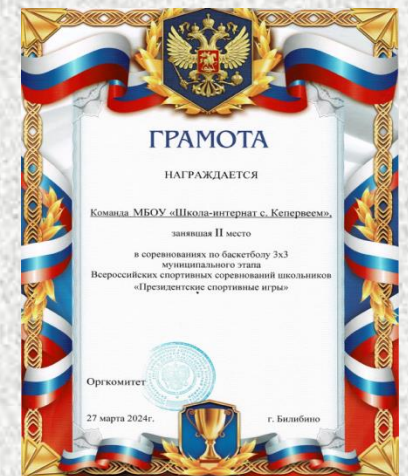 ГРАМОТА
НАГРАЖДАЕТСЯ
Команда МБОУ «Школа-интернат с. Кепервеем»,
занявшая II место
в соревнованиях по баскетболу 3х3
муниципального этапа
Всероссийских спортивных соревнований школьников
«Президентские спортивные игры»
Оргкомитет
27 марта 2024г. г. Билибино